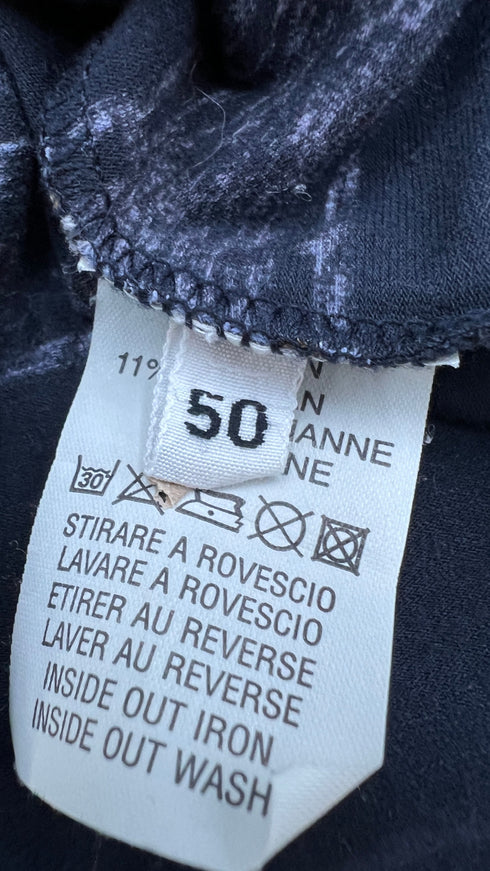 11%
N
N
50
ANNE
NE
30
STIRARE A ROVESCIO
LAVARE A ROVESCIO
ETIRER AU REVERSE
LAVER AU REVERSE
INSIDE OUT IRON
INSIDE OUT WASH